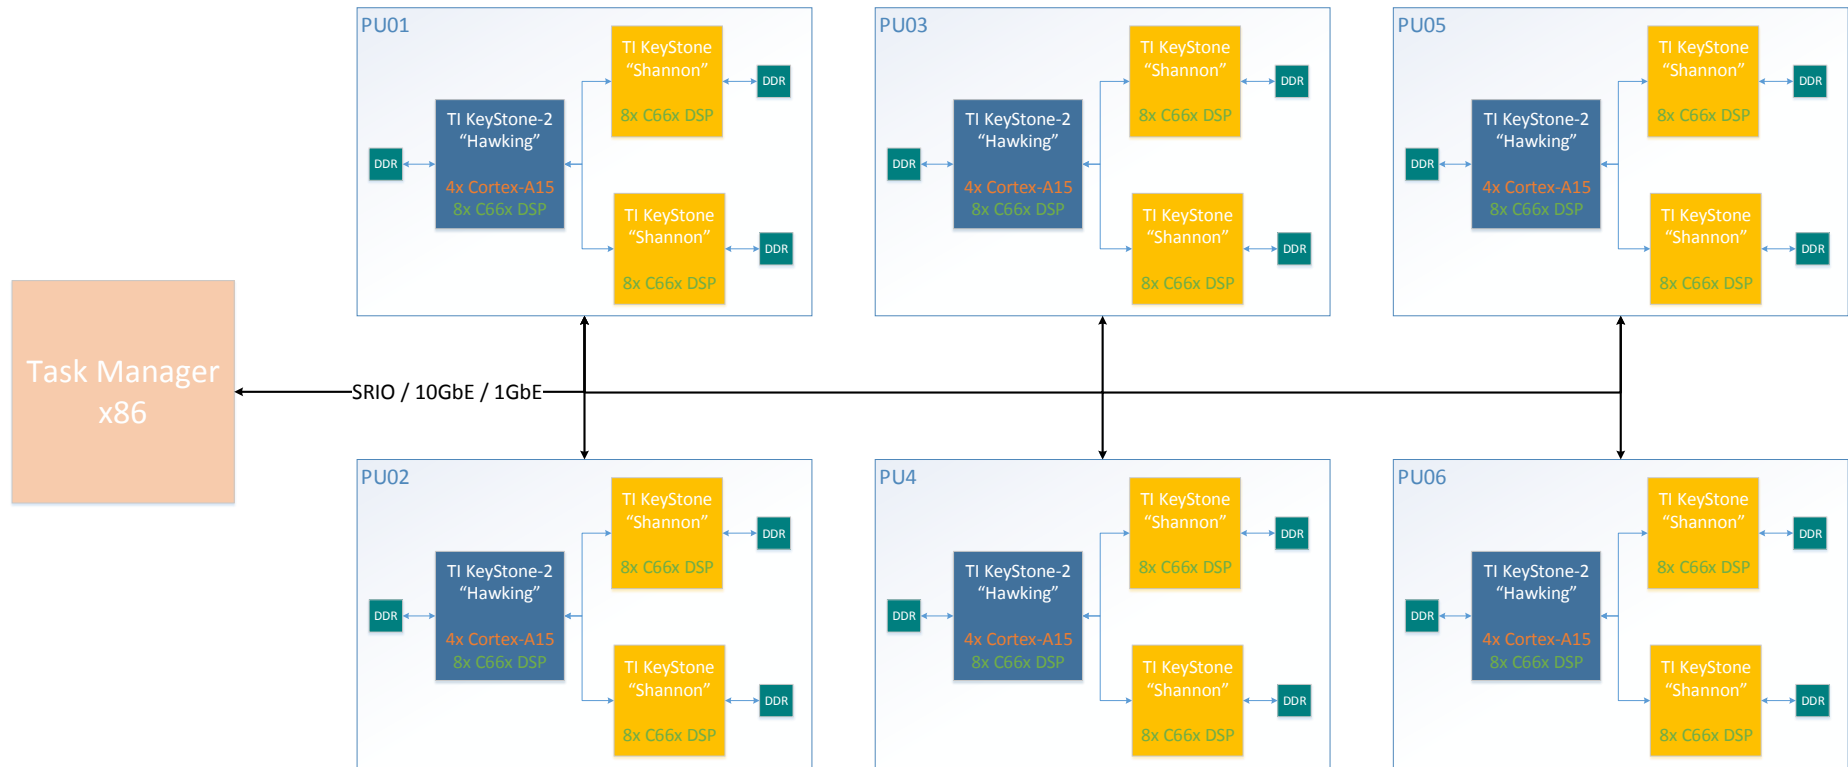 PU01
TI KeyStone
“Shannon”
8x C66x DSP
DDR
TI KeyStone-2
“Hawking”
4x Cortex-A15
8x C66x DSP
DDR
TI KeyStone
“Shannon”
8x C66x DSP
DDR
PU03
TI KeyStone
“Shannon”
8x C66x DSP
DDR
TI KeyStone-2
“Hawking”
4x Cortex-A15
8x C66x DSP
DDR
TI KeyStone
“Shannon”
8x C66x DSP
DDR
PU05
TI KeyStone
“Shannon”
8x C66x DSP
DDR
TI KeyStone-2
“Hawking”
4x Cortex-A15
8x C66x DSP
DDR
TI KeyStone
“Shannon”
8x C66x DSP
DDR
Task Manager
x86
SRIO / 10GbE / 1GbE
PU02
TI KeyStone
“Shannon”
8x C66x DSP
DDR
TI KeyStone-2
“Hawking”
4x Cortex-A15
8x C66x DSP
DDR
TI KeyStone
“Shannon”
8x C66x DSP
DDR
PU4
TI KeyStone
“Shannon”
8x C66x DSP
DDR
TI KeyStone-2
“Hawking”
4x Cortex-A15
8x C66x DSP
DDR
TI KeyStone
“Shannon”
8x C66x DSP
DDR
PU06
TI KeyStone
“Shannon”
8x C66x DSP
DDR
TI KeyStone-2
“Hawking”
4x Cortex-A15
8x C66x DSP
DDR
TI KeyStone
“Shannon”
8x C66x DSP
DDR